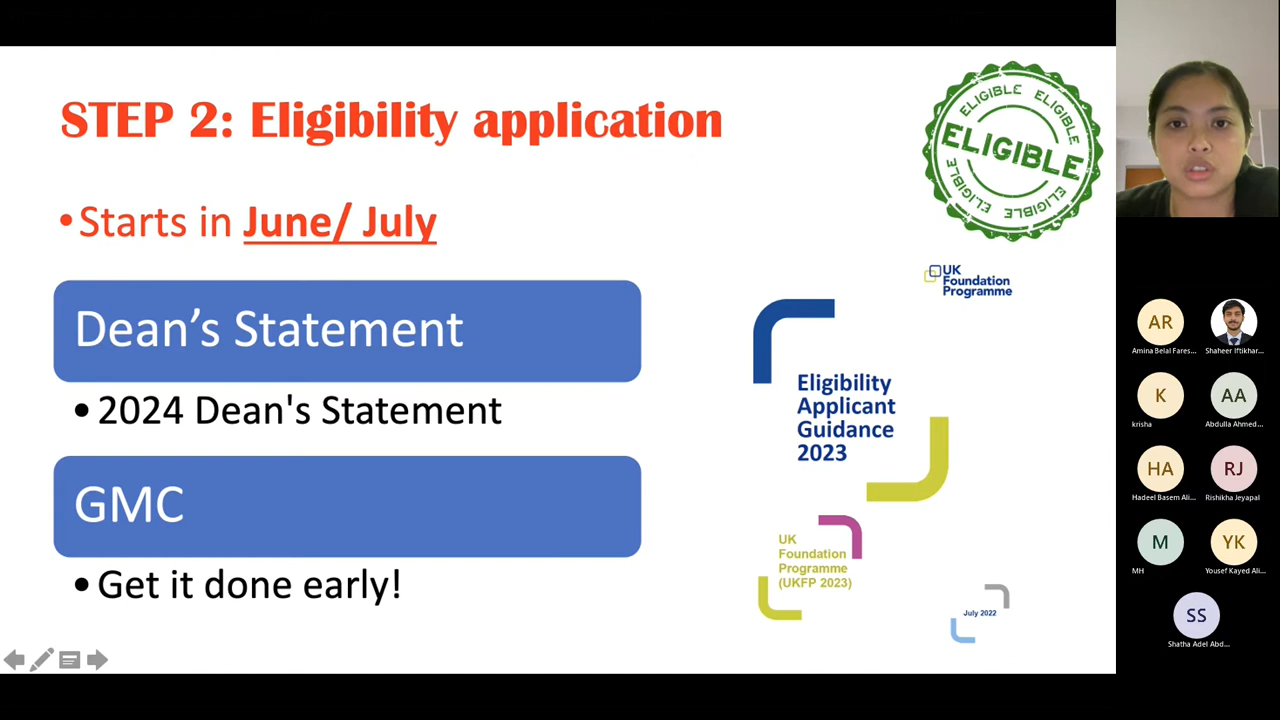 STEP 2: Eligibility application
ELIGIBLE ELIGIBLE
ELIGIBLE
ELIGIBLE ELIGIBLE
•Starts in June/ July
Dean’s Statement
•2024 Dean's Statement
GMC
•Get it done early!
UK
Foundation
Programme
Eligibility
Applicant
Guidance
2023
UK
Foundation
Programme
(UKFP 2023)
July 2022
AR
Amina Belal Fares...
Shaheer Iftikhar...
K
krisha
AA
Abdulla Ahmed...
HA
Hadeel Basem Ali...
RJ
Rishikha Jeyapal
M
MH
YK
Yousef Kayed Ali...
SS
Shatha Adel Abd...